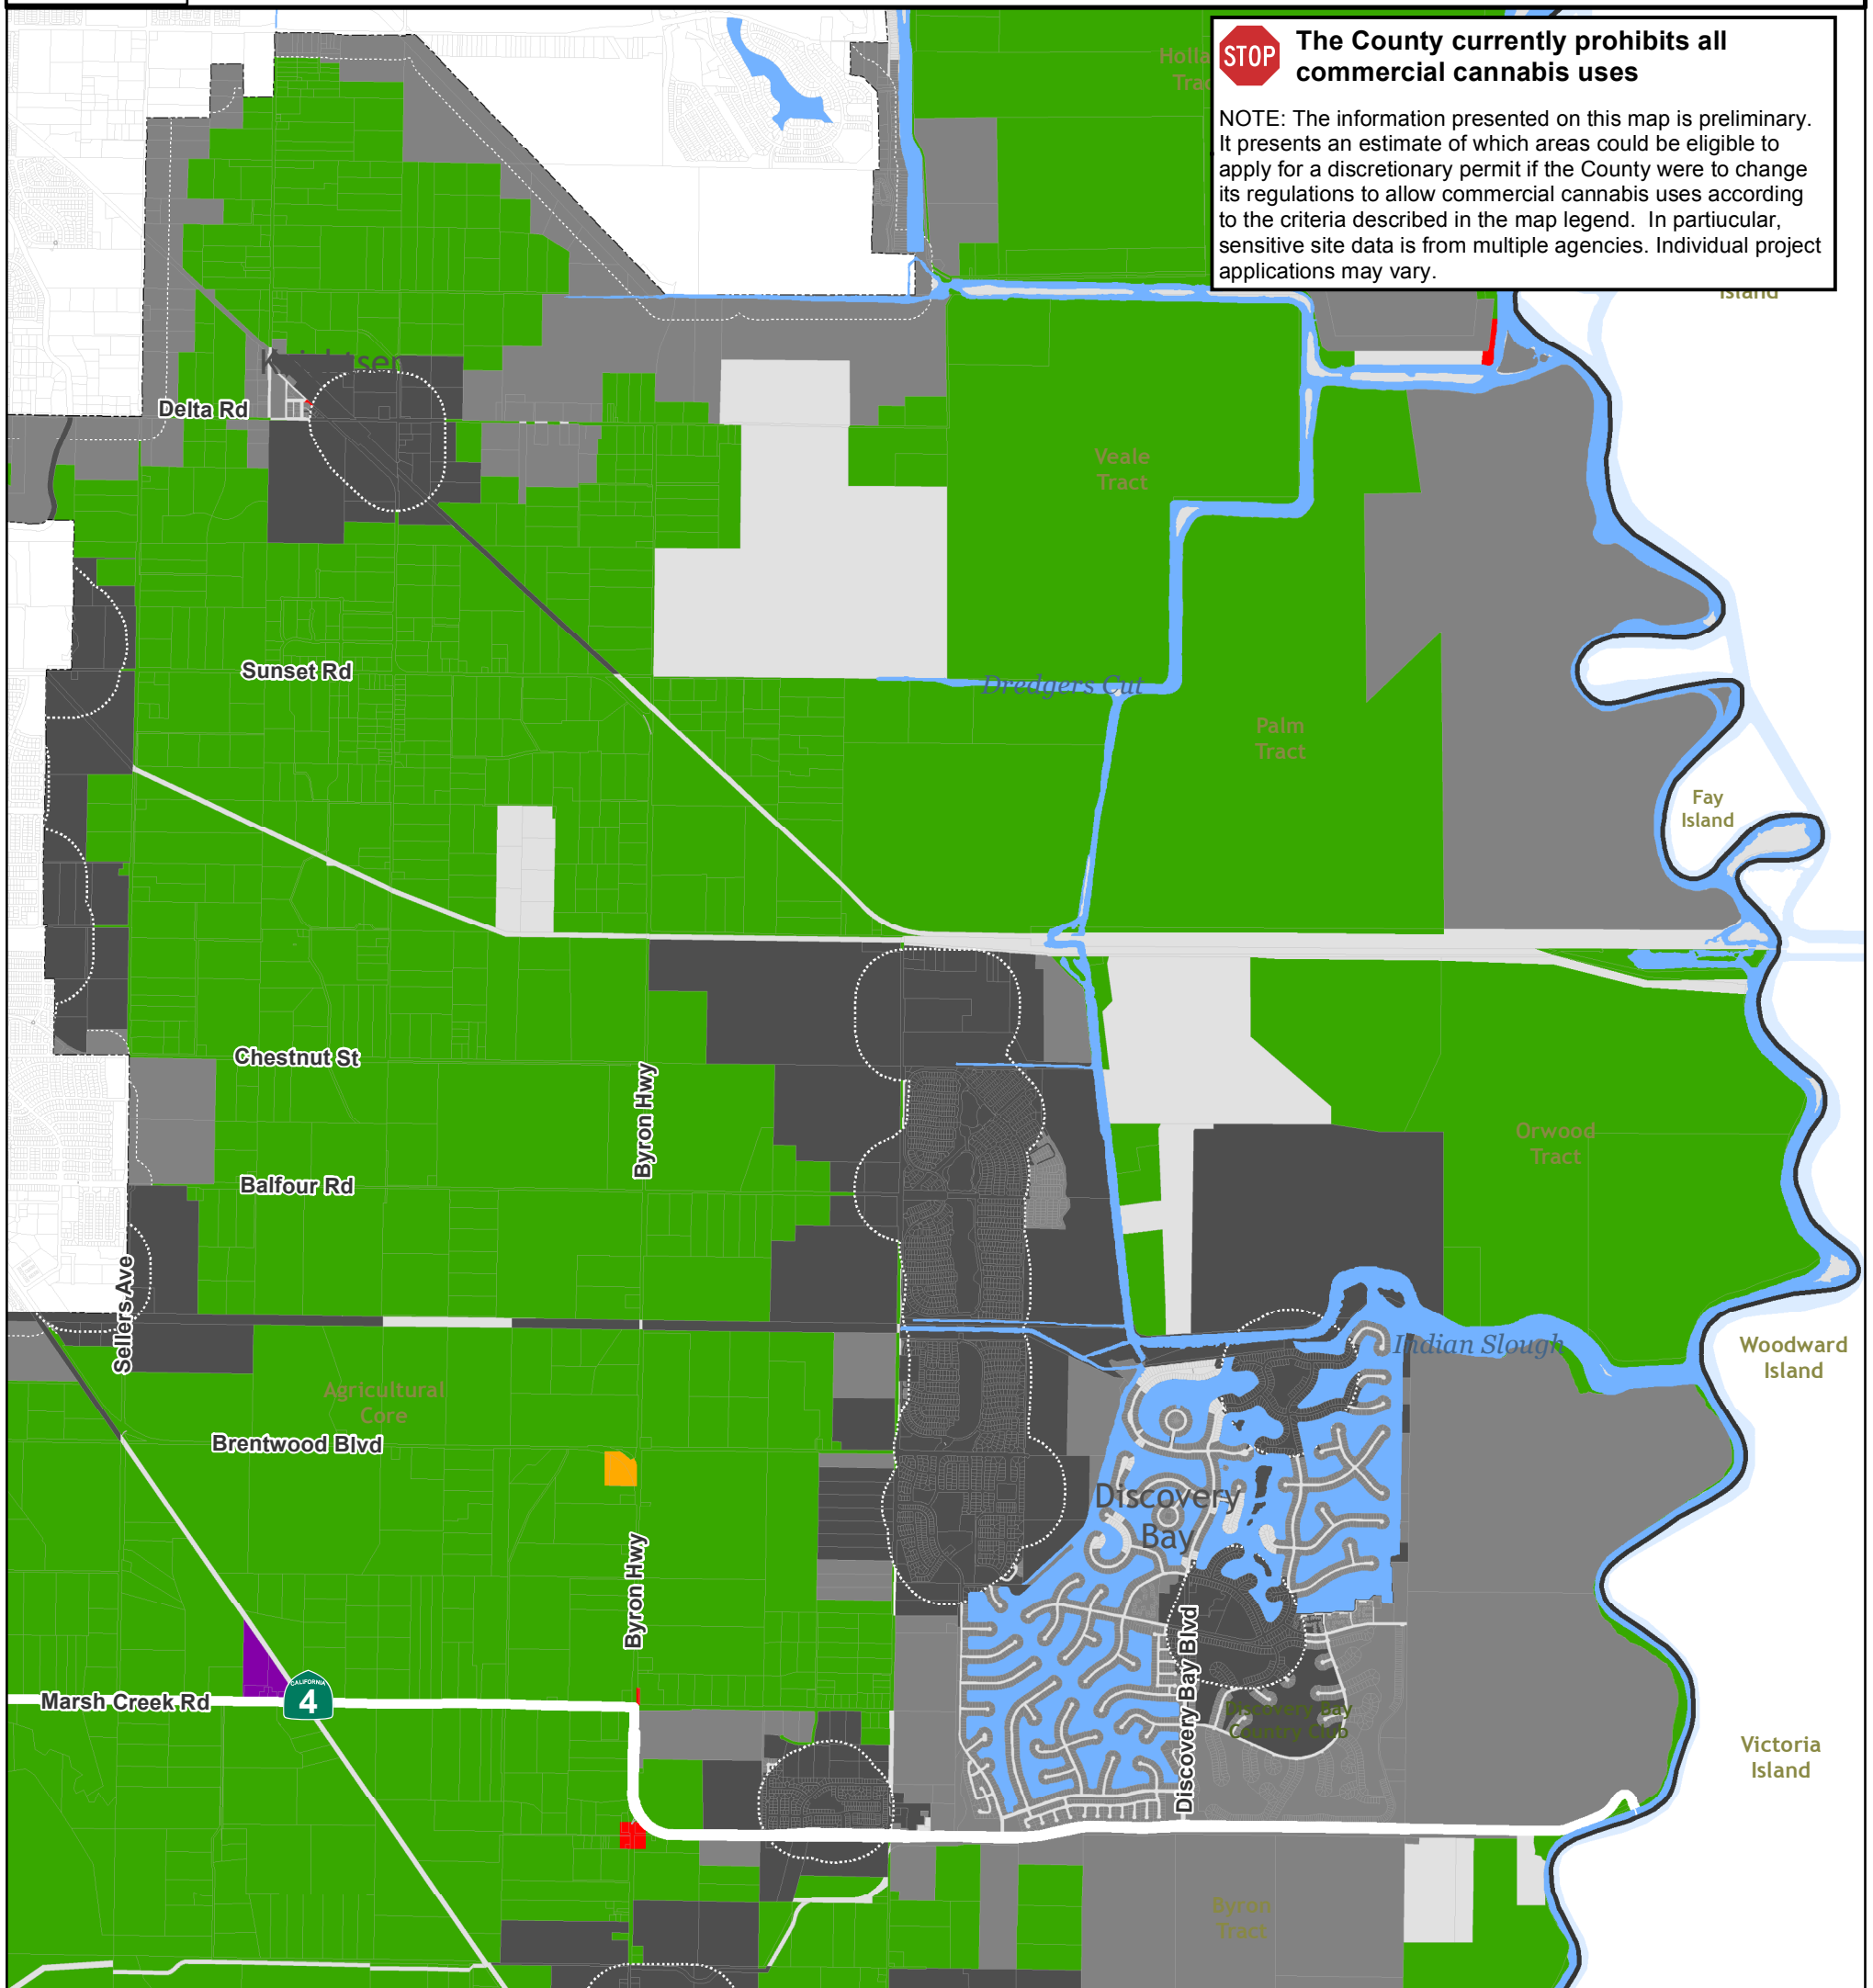 STOP
The County currently prohibits all
commercial cannabis uses
NOTE: The information presented on this map is preliminary.
It presents an estimate of which areas could be eligible to
apply for a discretionary permit if the County were to change
its regulations to allow commercial cannabis uses according
to the criteria described in the map legend. In partiucular,
sensitive site data is from multiple agencies. Individual project
applications may vary.
Island
Delta Rd
Veale
Tract
Sunset Rd
Dredgers Cut
Palm
Tract
Fay
Island
Chestnut St
Byron Hwy
Orwood
Tract
Balfour Rd
Sellers Ave
Indian Slough
Woodward
Island
Agricultural
Core
Brentwood Blvd
Discovery
Bay
Byron Hwy
Discovery Bay Blvd
Marsh Creek Rd
CALIFORNIA
4
Discovery Bay
Country Club
Victoria
Island
Byron
Tract